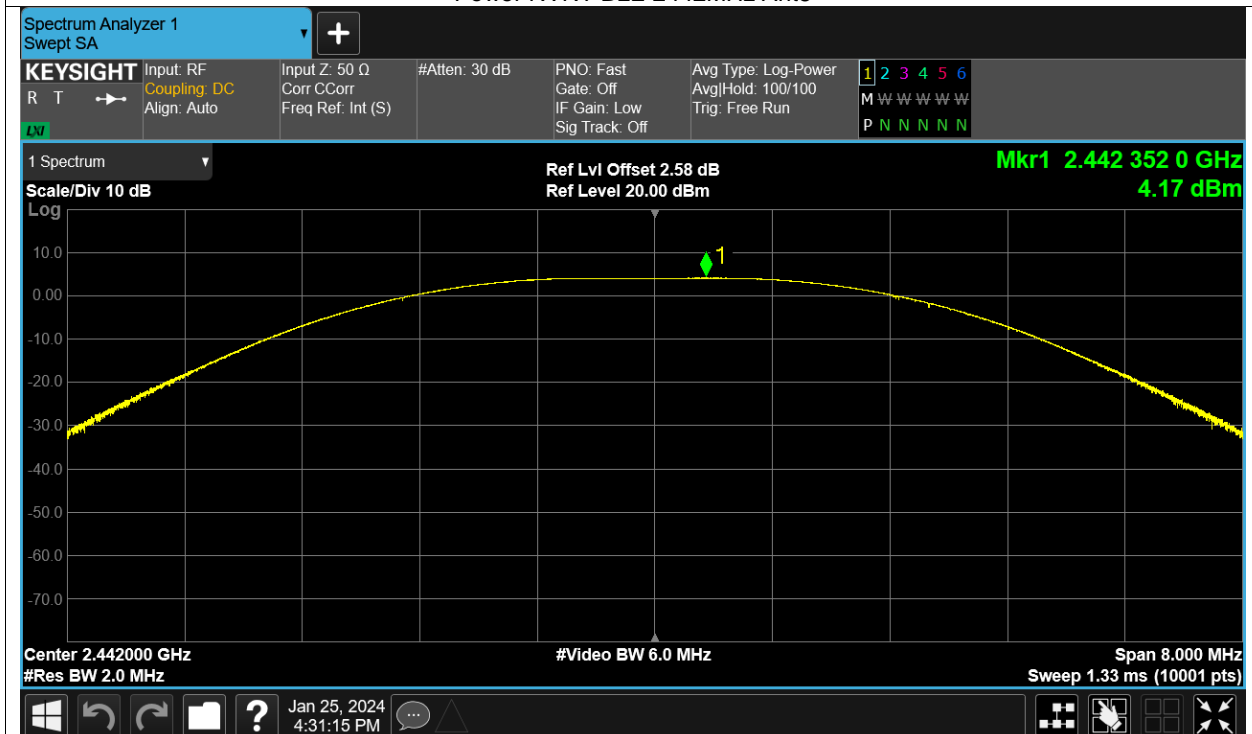 Spectrum Analyzer 1
Swept SA
KEYSIGHT
R T
LXI
Input: RF
Coupling: DC
Align: Auto
Input Z: 50 Ω
Corr CCorr
Freq Ref: Int (S)
#Atten: 30 dB
PNO: Fast
Gate: Off
IF Gain: Low
Sig Track: Off
Avg Type: Log-Power
Avg|Hold: 100/100
Trig: Free Run
1 2 3 4 5 6
M W W W W W
P N N N N N
1 Spectrum
Scale/Div 10 dB
Log
Ref Lvl Offset 2.58 dB
Ref Level 20.00 dBm
Mkr1 2.442 352 0 GHz
4.17 dBm
10.0
0.00
-10.0
-20.0
-30.0
-40.0
-50.0
-60.0
-70.0
1
Center 2.442000 GHz
#Res BW 2.0 MHz
#Video BW 6.0 MHz
Span 8.000 MHz
Sweep 1.33 ms (10001 pts)
?
Jan 25, 2024
4:31:15 PM